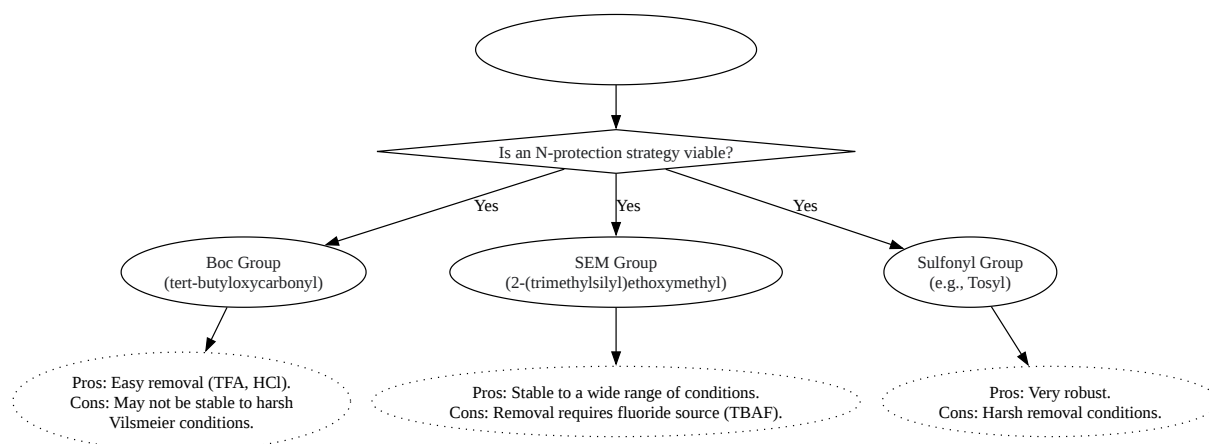 Is an N-protection strategy viable?
Yes
Yes
Yes
Boc Group
(tert-butyloxycarbonyl)
SEM Group
(2-(trimethylsilyl)ethoxymethyl)
Sulfonyl Group
(e.g., Tosyl)
Pros: Easy removal (TFA, HCl).
Cons: May not be stable to harsh
Vilsmeier conditions.
Pros: Stable to a wide range of conditions.
Cons: Removal requires fluoride source (TBAF).
Pros: Very robust.
Cons: Harsh removal conditions.